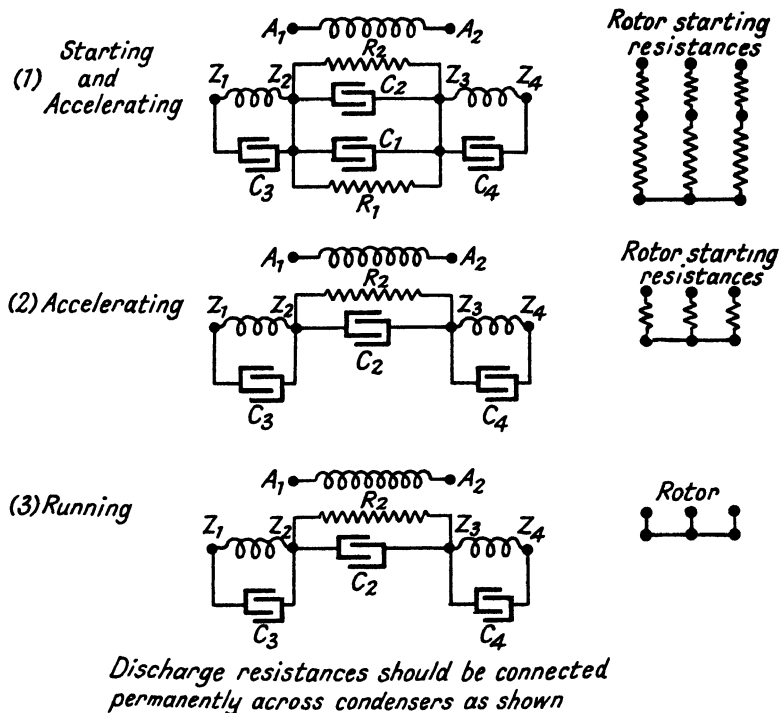 A1 A2
Rotor starting
resistances
(1) Starting
and
Accelerating
R2
Z1 Z2 Z3 Z4
C2
C1
C3 C4
R1
A1 A2
Rotor starting
resistances
(2) Accelerating
R2
Z1 Z2 Z3 Z4
C2
C3 C4
A1 A2
(3) Running
R2
Rotor
Z1 Z2 Z3 Z4
C2
C3 C4
Discharge resistances should be connected
permanently across condensers as shown